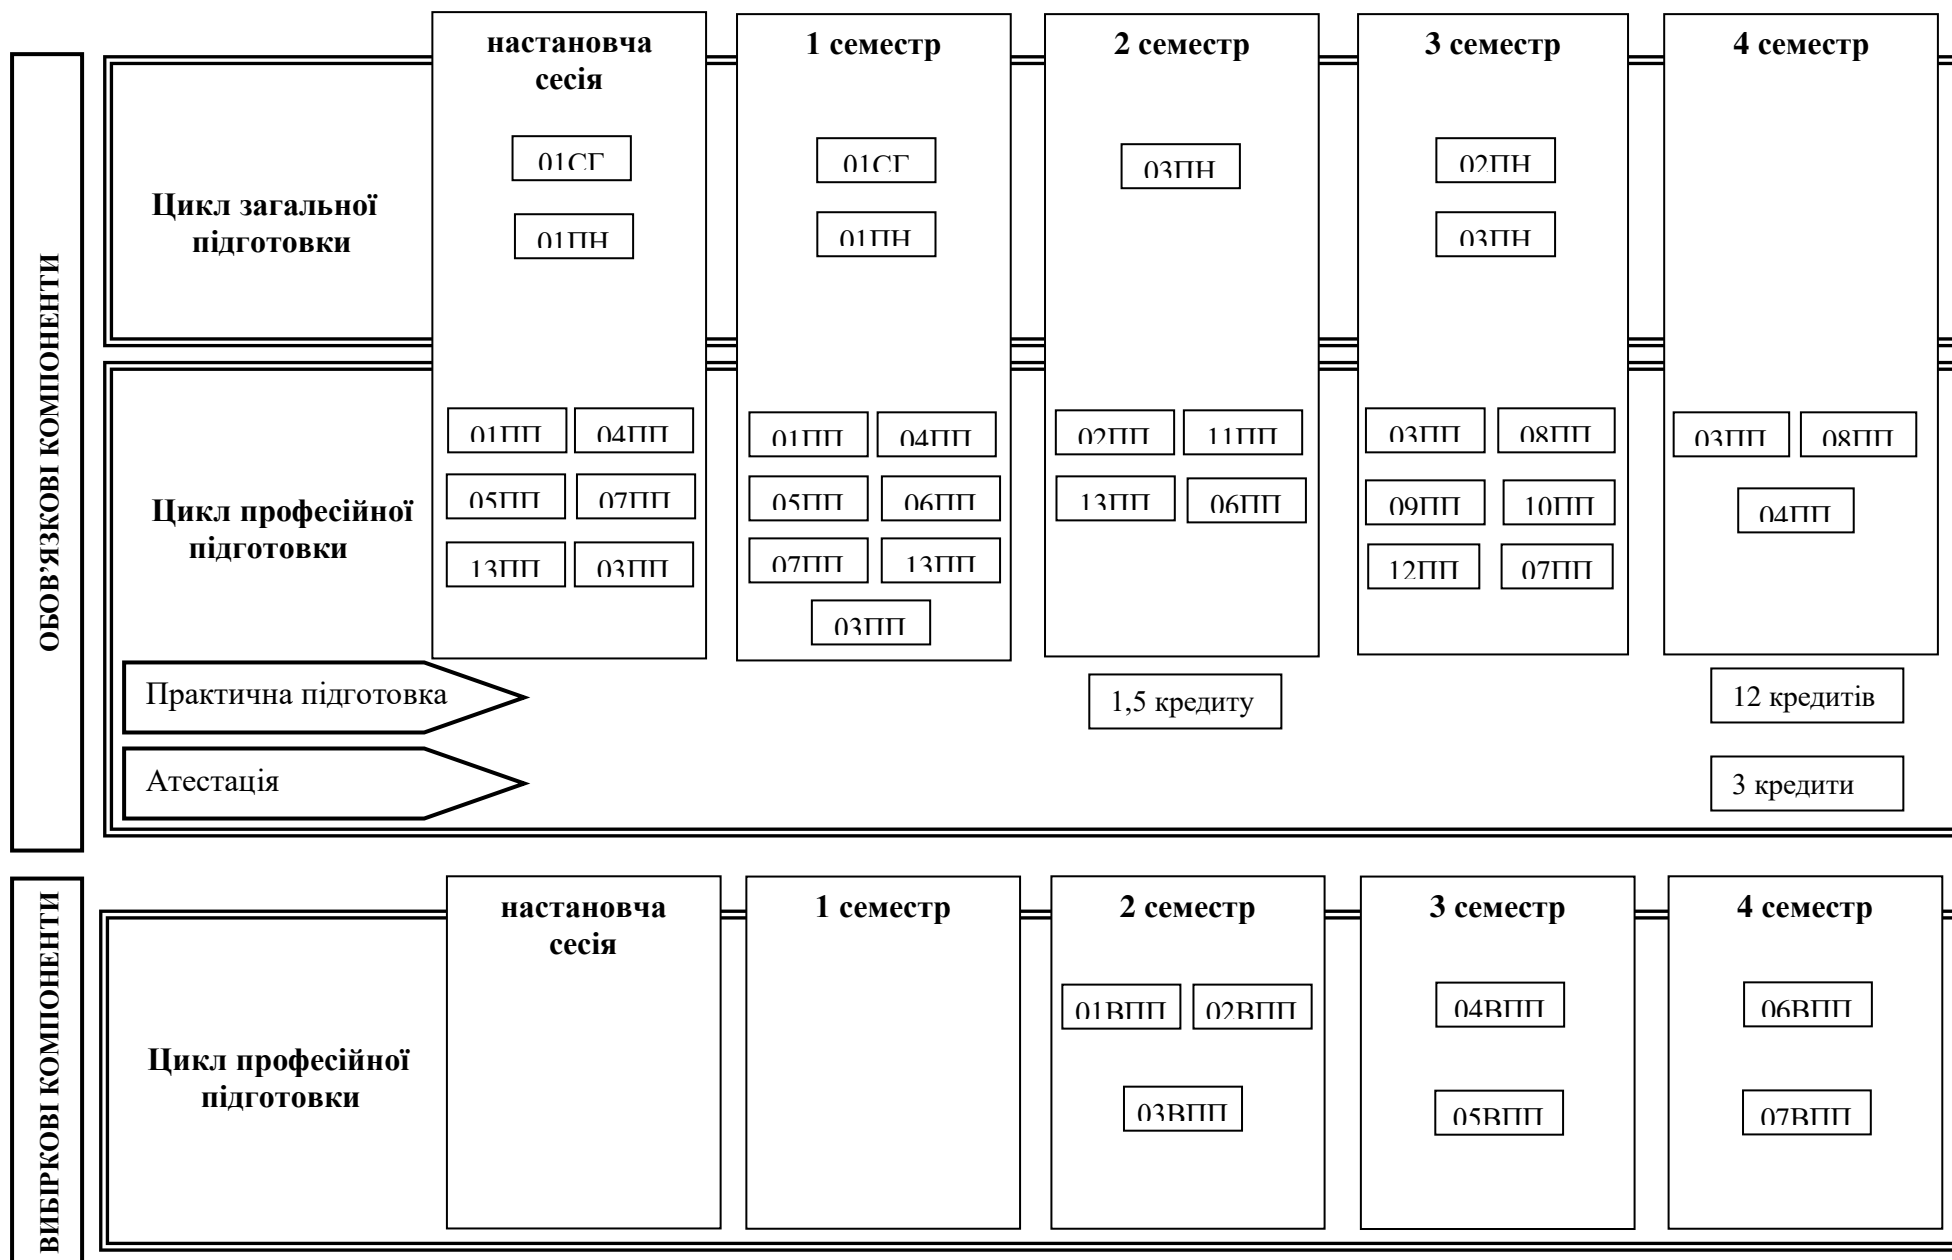 ОБОВ’ЯЗКОВІ КОМПОНЕНТИ
настановча
сесія
1 семестр
2 семестр
3 семестр
4 семестр
Цикл загальної
підготовки
01СГ
01СГ
03ПН
02ПН
01ПН
01ПН
03ПН
Цикл професійної
підготовки
01ПП 04ПП
01ПП 04ПП
02ПП 11ПП
03ПП 08ПП
03ПП 08ПП
05ПП 07ПП
05ПП 06ПП
13ПП 06ПП
09ПП 10ПП
04ПП
13ПП 03ПП
07ПП 13ПП
12ПП 07ПП
03ПП
Практична підготовка
1,5 кредиту
12 кредитів
Атестація
3 кредити
ВИБІРКОВІ КОМПОНЕНТИ
настановча
сесія
1 семестр
2 семестр
3 семестр
4 семестр
Цикл професійної
підготовки
01ВПП 02ВПП
04ВПП
06ВПП
03ВПП
05ВПП
07ВПП